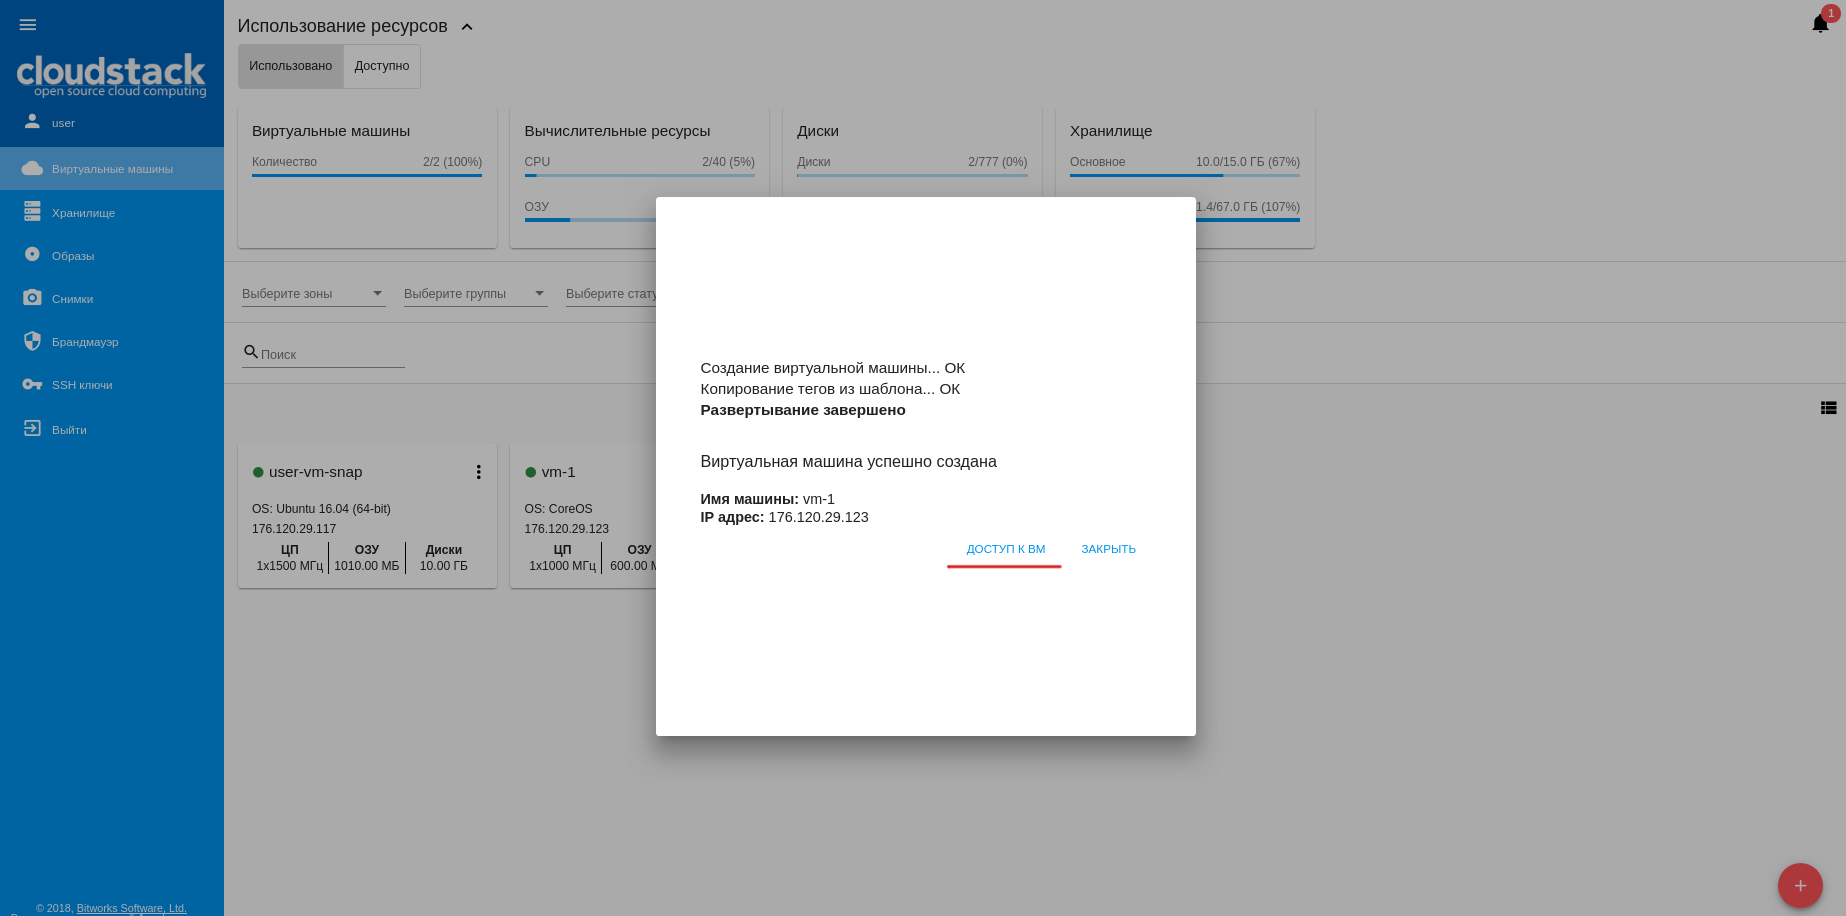 cloudstack
open source cloud computing
user
Виртуальные машины
Хранилище
Образы
Снимки
Брандмауэр
SSH ключи
Выйти
© 2018, Bitworks Software, Ltd.
Использование ресурсов
1
Использовано Доступно
Виртуальные машины
Количество 2/2 (100%)
Вычислительные ресурсы
CPU 2/40 (5%)
ОЗУ
Диски
Диски 2/777 (0%)
Хранилище
Основное 10.0/15.0 ГБ (67%)
1.4/67.0 ГБ (107%)
Выберите зоны Выберите группы Выберите стату
Поиск
user-vm-snap
OS: Ubuntu 16.04 (64-bit)
176.120.29.117
ЦП ОЗУ Диски
1x1500 МГц 1010.00 МБ 10.00 ГБ
vm-1
OS: CoreOS
176.120.29.123
ЦП ОЗУ
1x1000 МГц 600.00
Создание виртуальной машины... ОК
Копирование тегов из шаблона... ОК
Развертывание завершено
Виртуальная машина успешно создана
Имя машины: vm-1
IP адрес: 176.120.29.123
ДОСТУП К ВМ ЗАКРЫТЬ
+